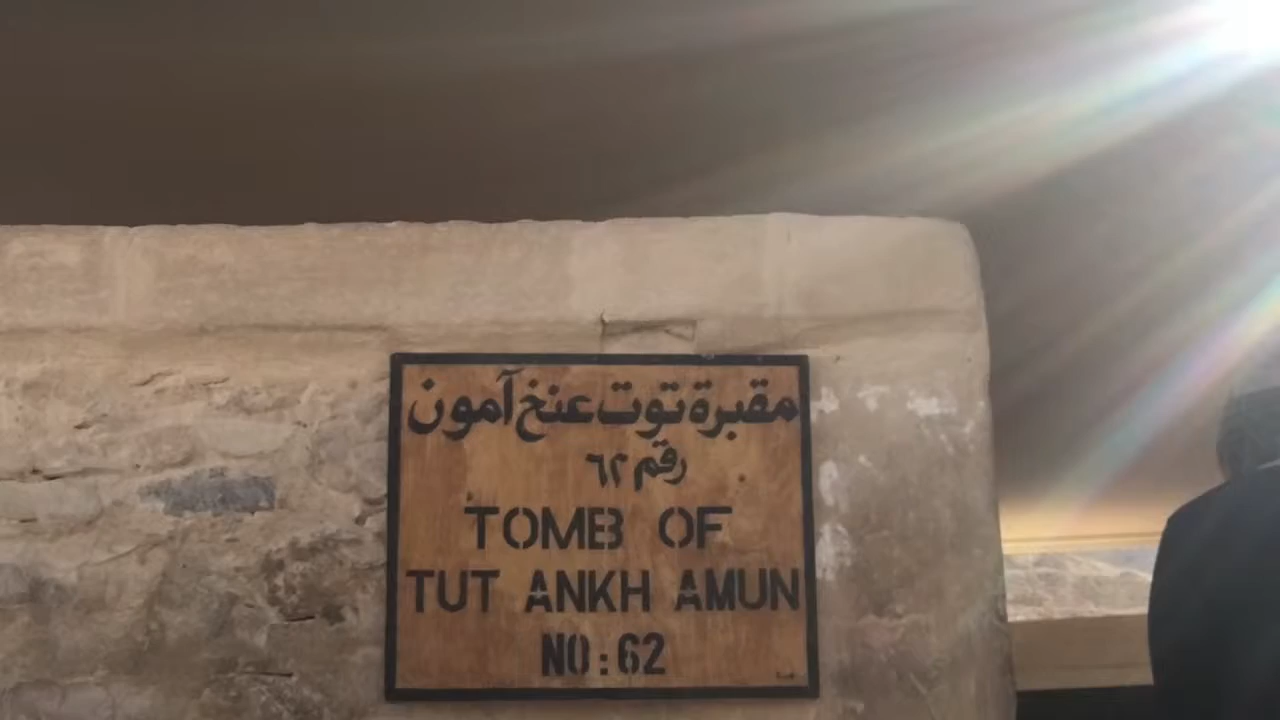 مقبرة توت عنخ آمون
رقم ٦٢
TOMB OF
TUT ANKH AMUN
NO : 62